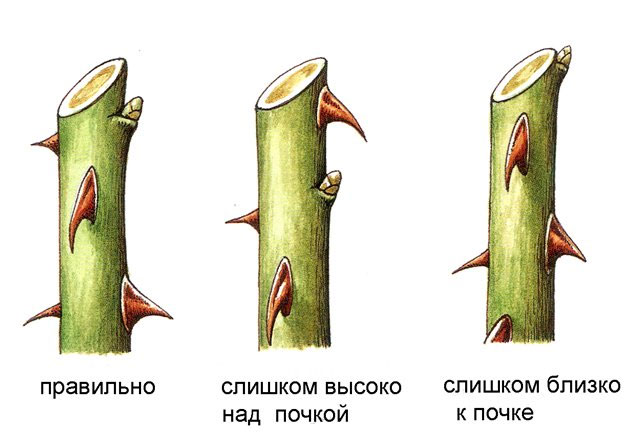 правильно
слишком высоко
над почкой
слишком близко
к почке